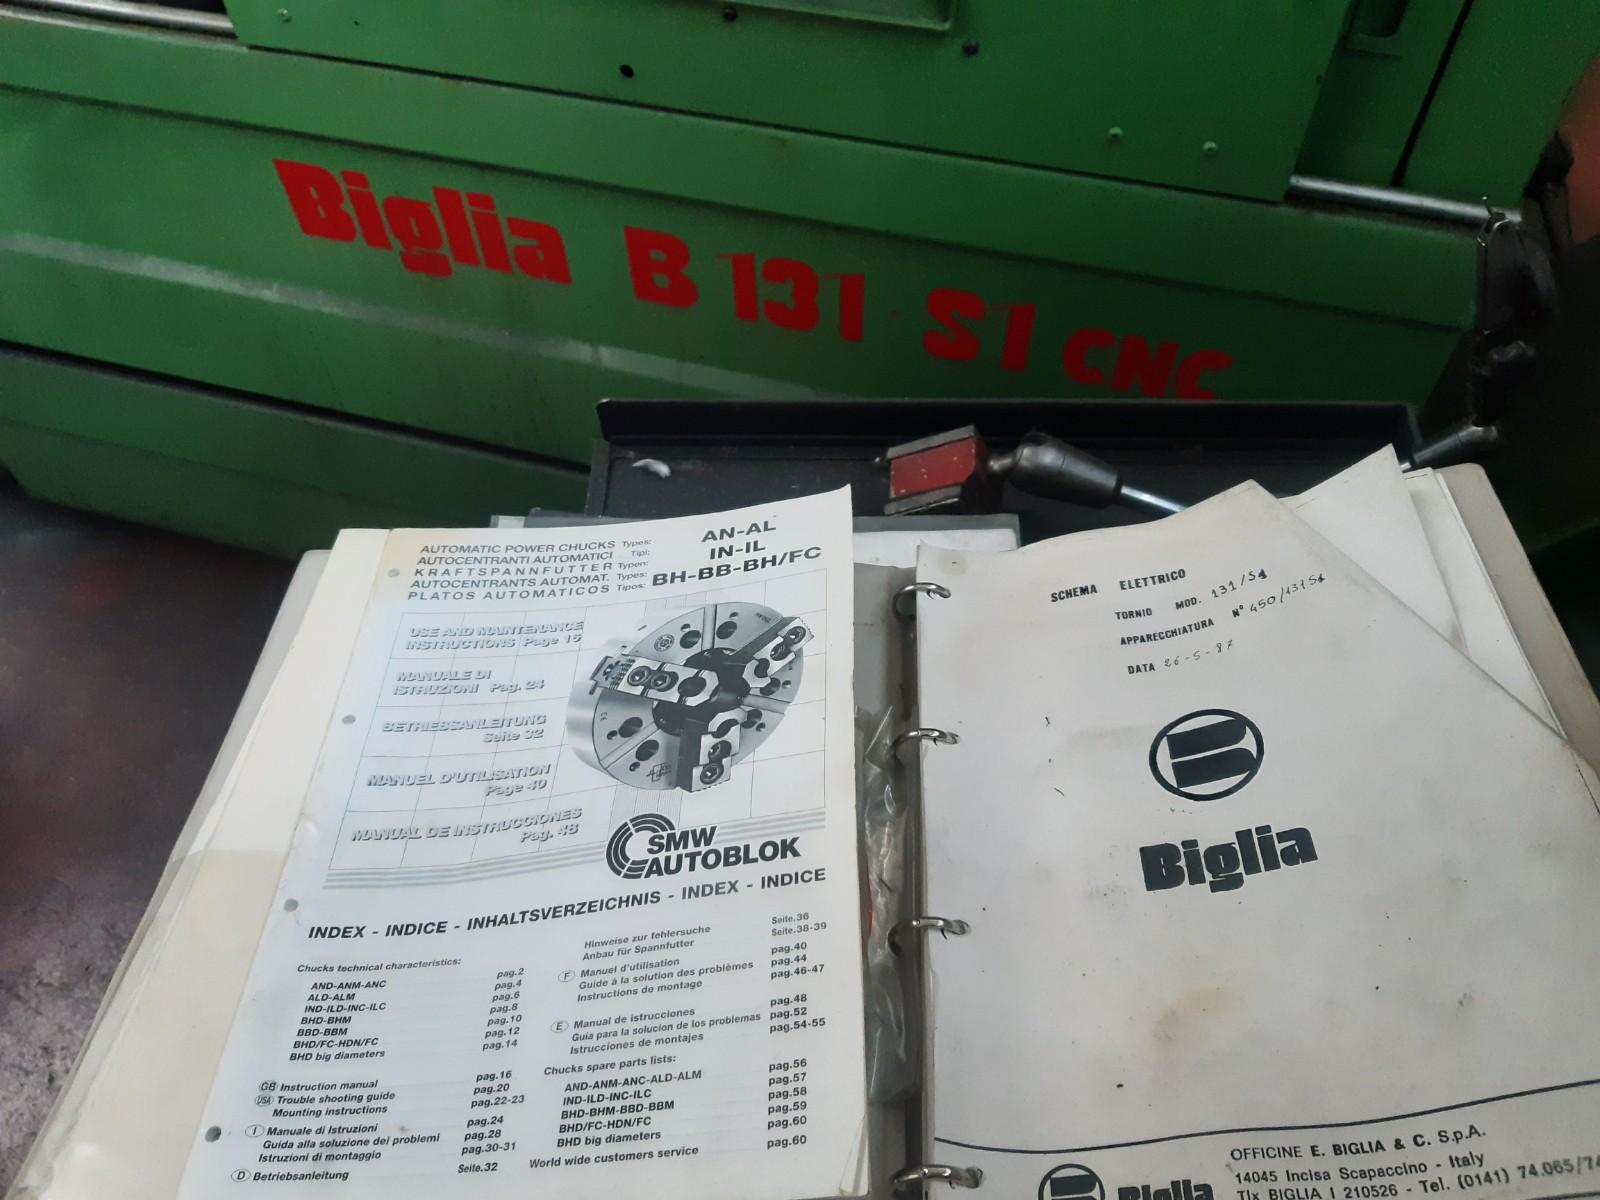 Biglia B 131 S1 CNC
AUTOMATIC POWER CHUCKS Types:
AUTOCENTRANTI AUTOMATICI Tipi:
KRAFTSPANNFUTTER Typen:
AUTOCENTRANTS AUTOMAT. Types:
PLATOS AUTOMATICOS Tipos:
AN-AL
IN-IL
BH-BB-BH/FC
USE AND MAINTENANCE
INSTRUCTIONS Page 16
MANUALE DI
ISTRUZIONI Pag. 24
BETRIEBSANLEITUNG
Seite 32
MANUEL D'UTILISATION
Page 40
MANUAL DE INSTRUCCIONES
Pag. 48
SMW
AUTOBLOK
INDEX - INDICE - INHALTSVERZEICHNIS - INDEX - INDICE
Chucks technical characteristics:
AND-ANM-ANC pag.2
ALD-ALM pag.4
IND-ILD-INC-ILC pag.6
BHD-BHM pag.8
BBD-BBM pag.10
BHD/FC-HDN/FC pag.12
BHD big diameters pag.14
GB Instruction manual pag.16
USA Trouble shooting guide pag.20
Mounting instructions pag.22-23
I Manuale di Istruzioni pag.24
Guida alla soluzione dei problemi pag.28
Istruzioni di montaggio pag.30-31
D Betriebsanleitung Seite.32
Hinweise zur fehlersuche Seite.36
Anbau für Spannfutter Seite.38-39
F Manuel d'utilisation pag.40
Guide à la solution des problèmes pag.44
Instructions de montage pag.46-47
E Manual de istrucciones pag.48
Guia para la solucion de los problemas pag.52
Istrucciones de montajes pag.54-55
Chucks spare parts lists:
AND-ANM-ANC-ALD-ALM pag.56
IND-ILD-INC-ILC pag.57
BHD-BHM-BBD-BBM pag.58
BHD/FC-HDN/FC pag.59
BHD big diameters pag.60
World wide customers service pag.60
SCHEMA ELETTRICO
TORNIO MOD. 131/S1
APPARECCHIATURA N° 450/131S1
DATA 26-5-87
Biglia
OFFICINE E. BIGLIA & C. S.p.A.
14045 Incisa Scapaccino - Italy
Tlx BIGLIA I 210526 - Tel. (0141) 74.065/74
Biglia